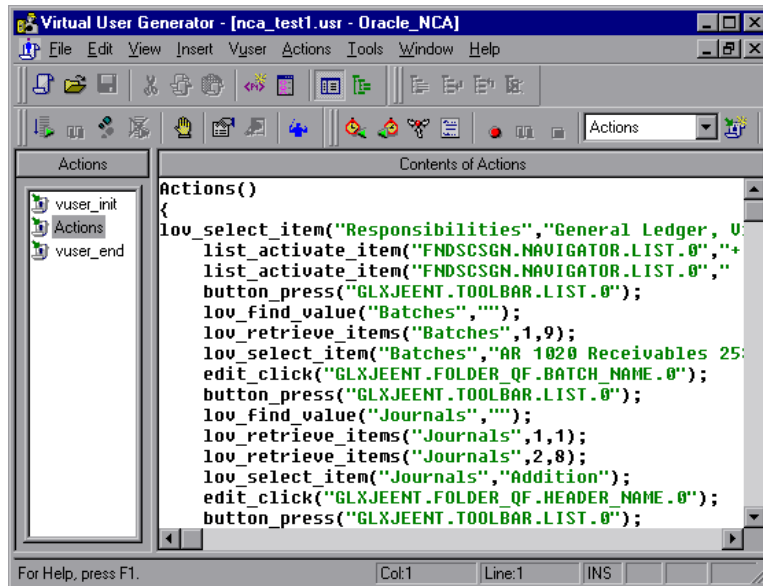 Virtual User Generator - [nca_test1.usr - Oracle_NCA]
File Edit View Insert Vuser Actions Tools Window Help
Actions
Actions
Contents of Actions
vuser_init
Actions
vuser_end
Actions()
{
lov_select_item("Responsibilities","General Ledger,
list_activate_item("FNDSCSGN.NAVIGATOR.LIST.0","+
list_activate_item("FNDSCSGN.NAVIGATOR.LIST.0","
button_press("GLXJEENT.TOOLBAR.LIST.0");
lov_find_value("Batches","");
lov_retrieve_items("Batches",1,9);
lov_select_item("Batches","AR 1020 Receivables
edit_click("GLXJEENT.FOLDER_QF.BATCH_NAME.0");
button_press("GLXJEENT.TOOLBAR.LIST.0");
lov_find_value("Journals","");
lov_retrieve_items("Journals",1,1);
lov_retrieve_items("Journals",2,8);
lov_select_item("Journals","Addition");
edit_click("GLXJEENT.FOLDER_QF.HEADER_NAME.0");
button_press("GLXJEENT.TOOLBAR.LIST.0");
For Help, press F1.
Col:1
Line:1
INS